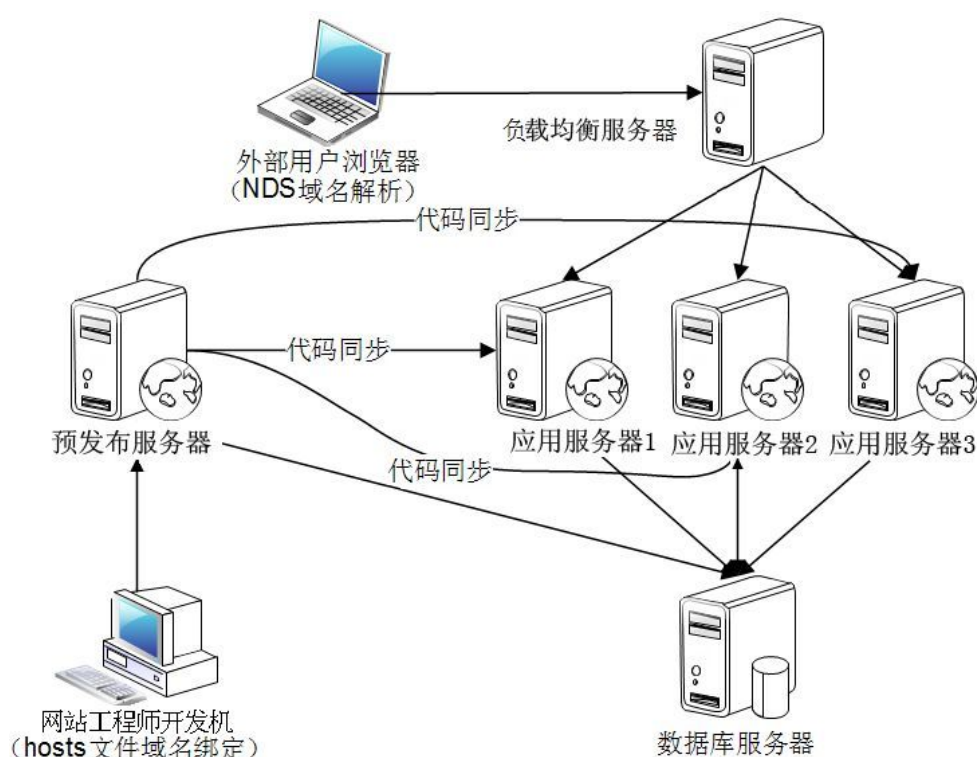 负载均衡服务器
外部用户浏览器
（NDS域名解析）
代码同步
代码同步
预发布服务器
应用服务器1
应用服务器2
应用服务器3
代码同步
网站工程师开发机
（hosts文件域名绑定）
数据库服务器